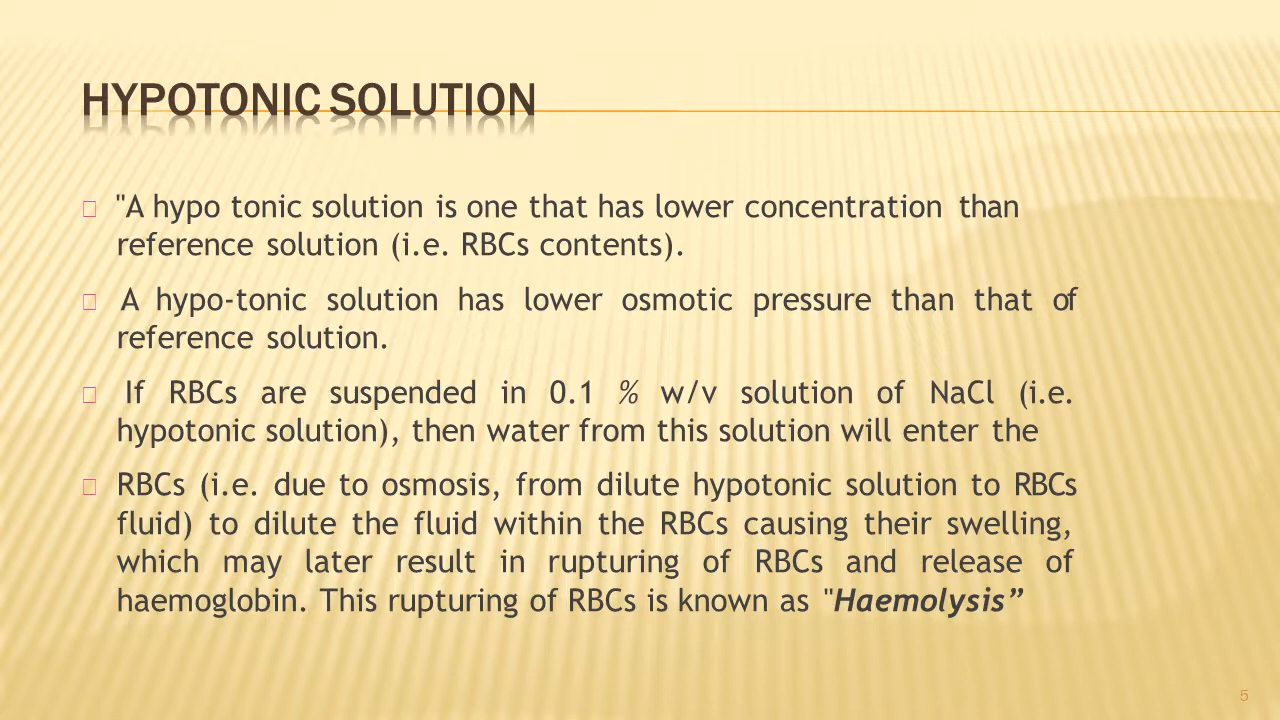 HYPOTONIC SOLUTION
"A hypo tonic solution is one that has lower concentration than
reference solution (i.e. RBCs contents).
A hypo-tonic solution has lower osmotic pressure than that of
reference solution.
If RBCs are suspended in 0.1 % w/v solution of NaCl (i.e.
hypotonic solution), then water from this solution will enter the
RBCs (i.e. due to osmosis, from dilute hypotonic solution to RBCs
fluid) to dilute the fluid within the RBCs causing their swelling,
which may later result in rupturing of RBCs and release of
haemoglobin. This rupturing of RBCs is known as "Haemolysis”
5